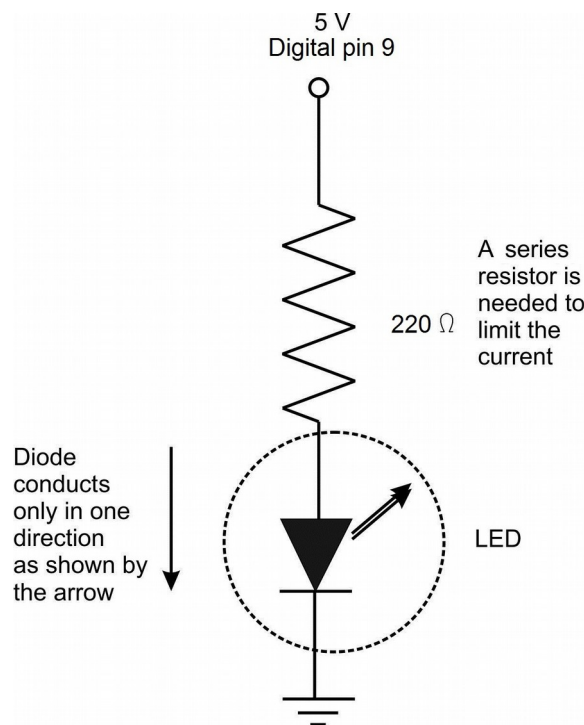 5 V
Digital pin 9
A series
resistor is
needed to
limit the
current
220 Ω
Diode
conducts
only in one
direction
as shown by
the arrow
LED